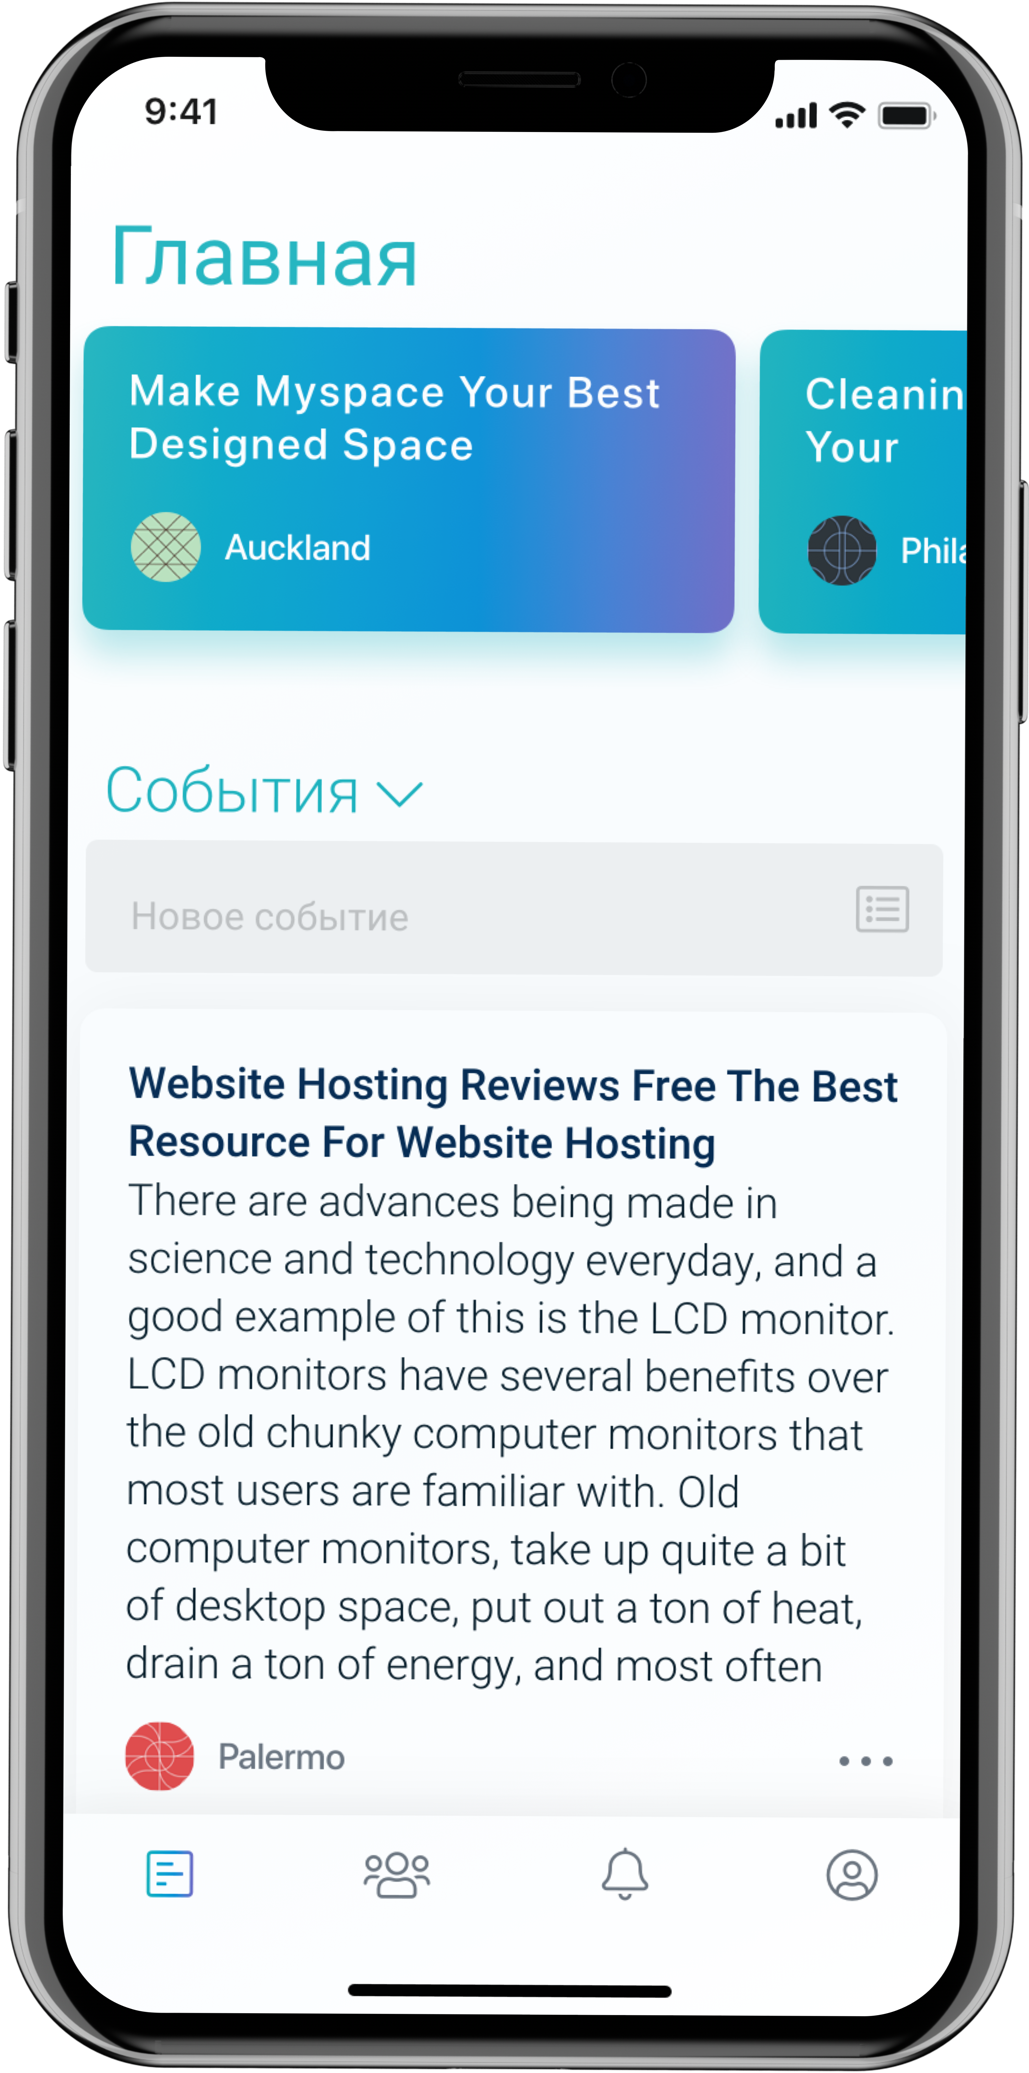 9:41
Главная
Make Myspace Your Best
Designed Space
Auckland
Cleanin
Your
Phila
События
Новое событие
Website Hosting Reviews Free The Best
Resource For Website Hosting
There are advances being made in
science and technology everyday, and a
good example of this is the LCD monitor.
LCD monitors have several benefits over
the old chunky computer monitors that
most users are familiar with. Old
computer monitors, take up quite a bit
of desktop space, put out a ton of heat,
drain a ton of energy, and most often
Palermo